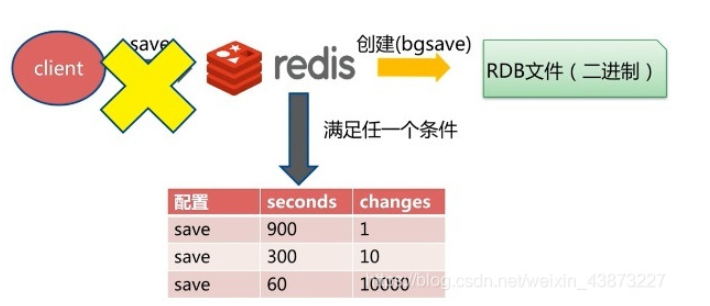 client
save
redis
创建(bgsave)
RDB文件（二进制）
满足任一个条件
配置 seconds changes
save 900 1
save 300 10
save 60 10000
https://blog.csdn.net/weixin_43873227